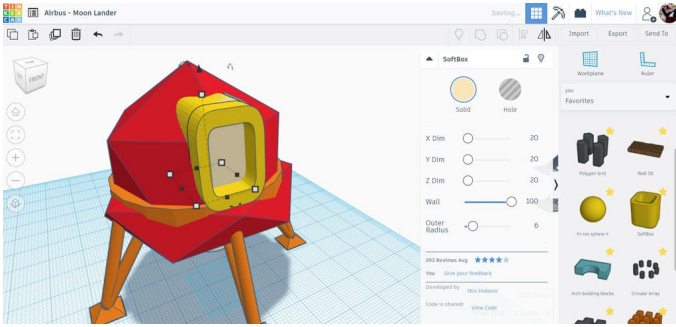 TIN
KER
CAD
Airbus - Moon Lander
Saving...
What's New
Import
Export
Send To
FRONT
SoftBox
Solid
Hole
X Dim
20
Y Dim
20
Z Dim
20
Wall
100
Outer
Radius
6
293 Reviews Avg
You
Give your feedback
Developed by
this tinkerer
Code is shared!
View Code
Workplane
Ruler
you
Favorites
Polygon Grid
Wall 3D
tri-iso sphere-ii
SoftBox
Arch building blocks
Circular Array